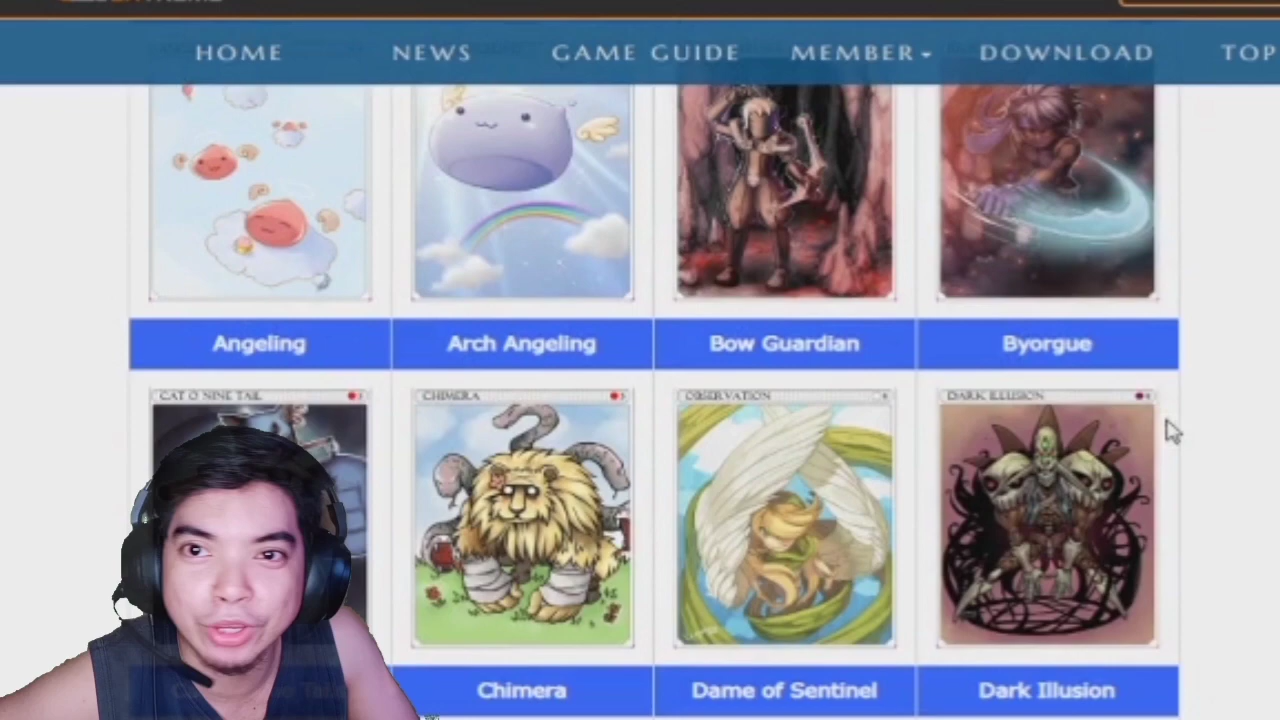 HOME NEWS GAME GUIDE MEMBER DOWNLOAD TOP
Angeling Arch Angeling Bow Guardian Byorgue
CAT O NINE TAIL CHIMERA OBSERVATION DARK ILLUSION
Chimera Dame of Sentinel Dark Illusion